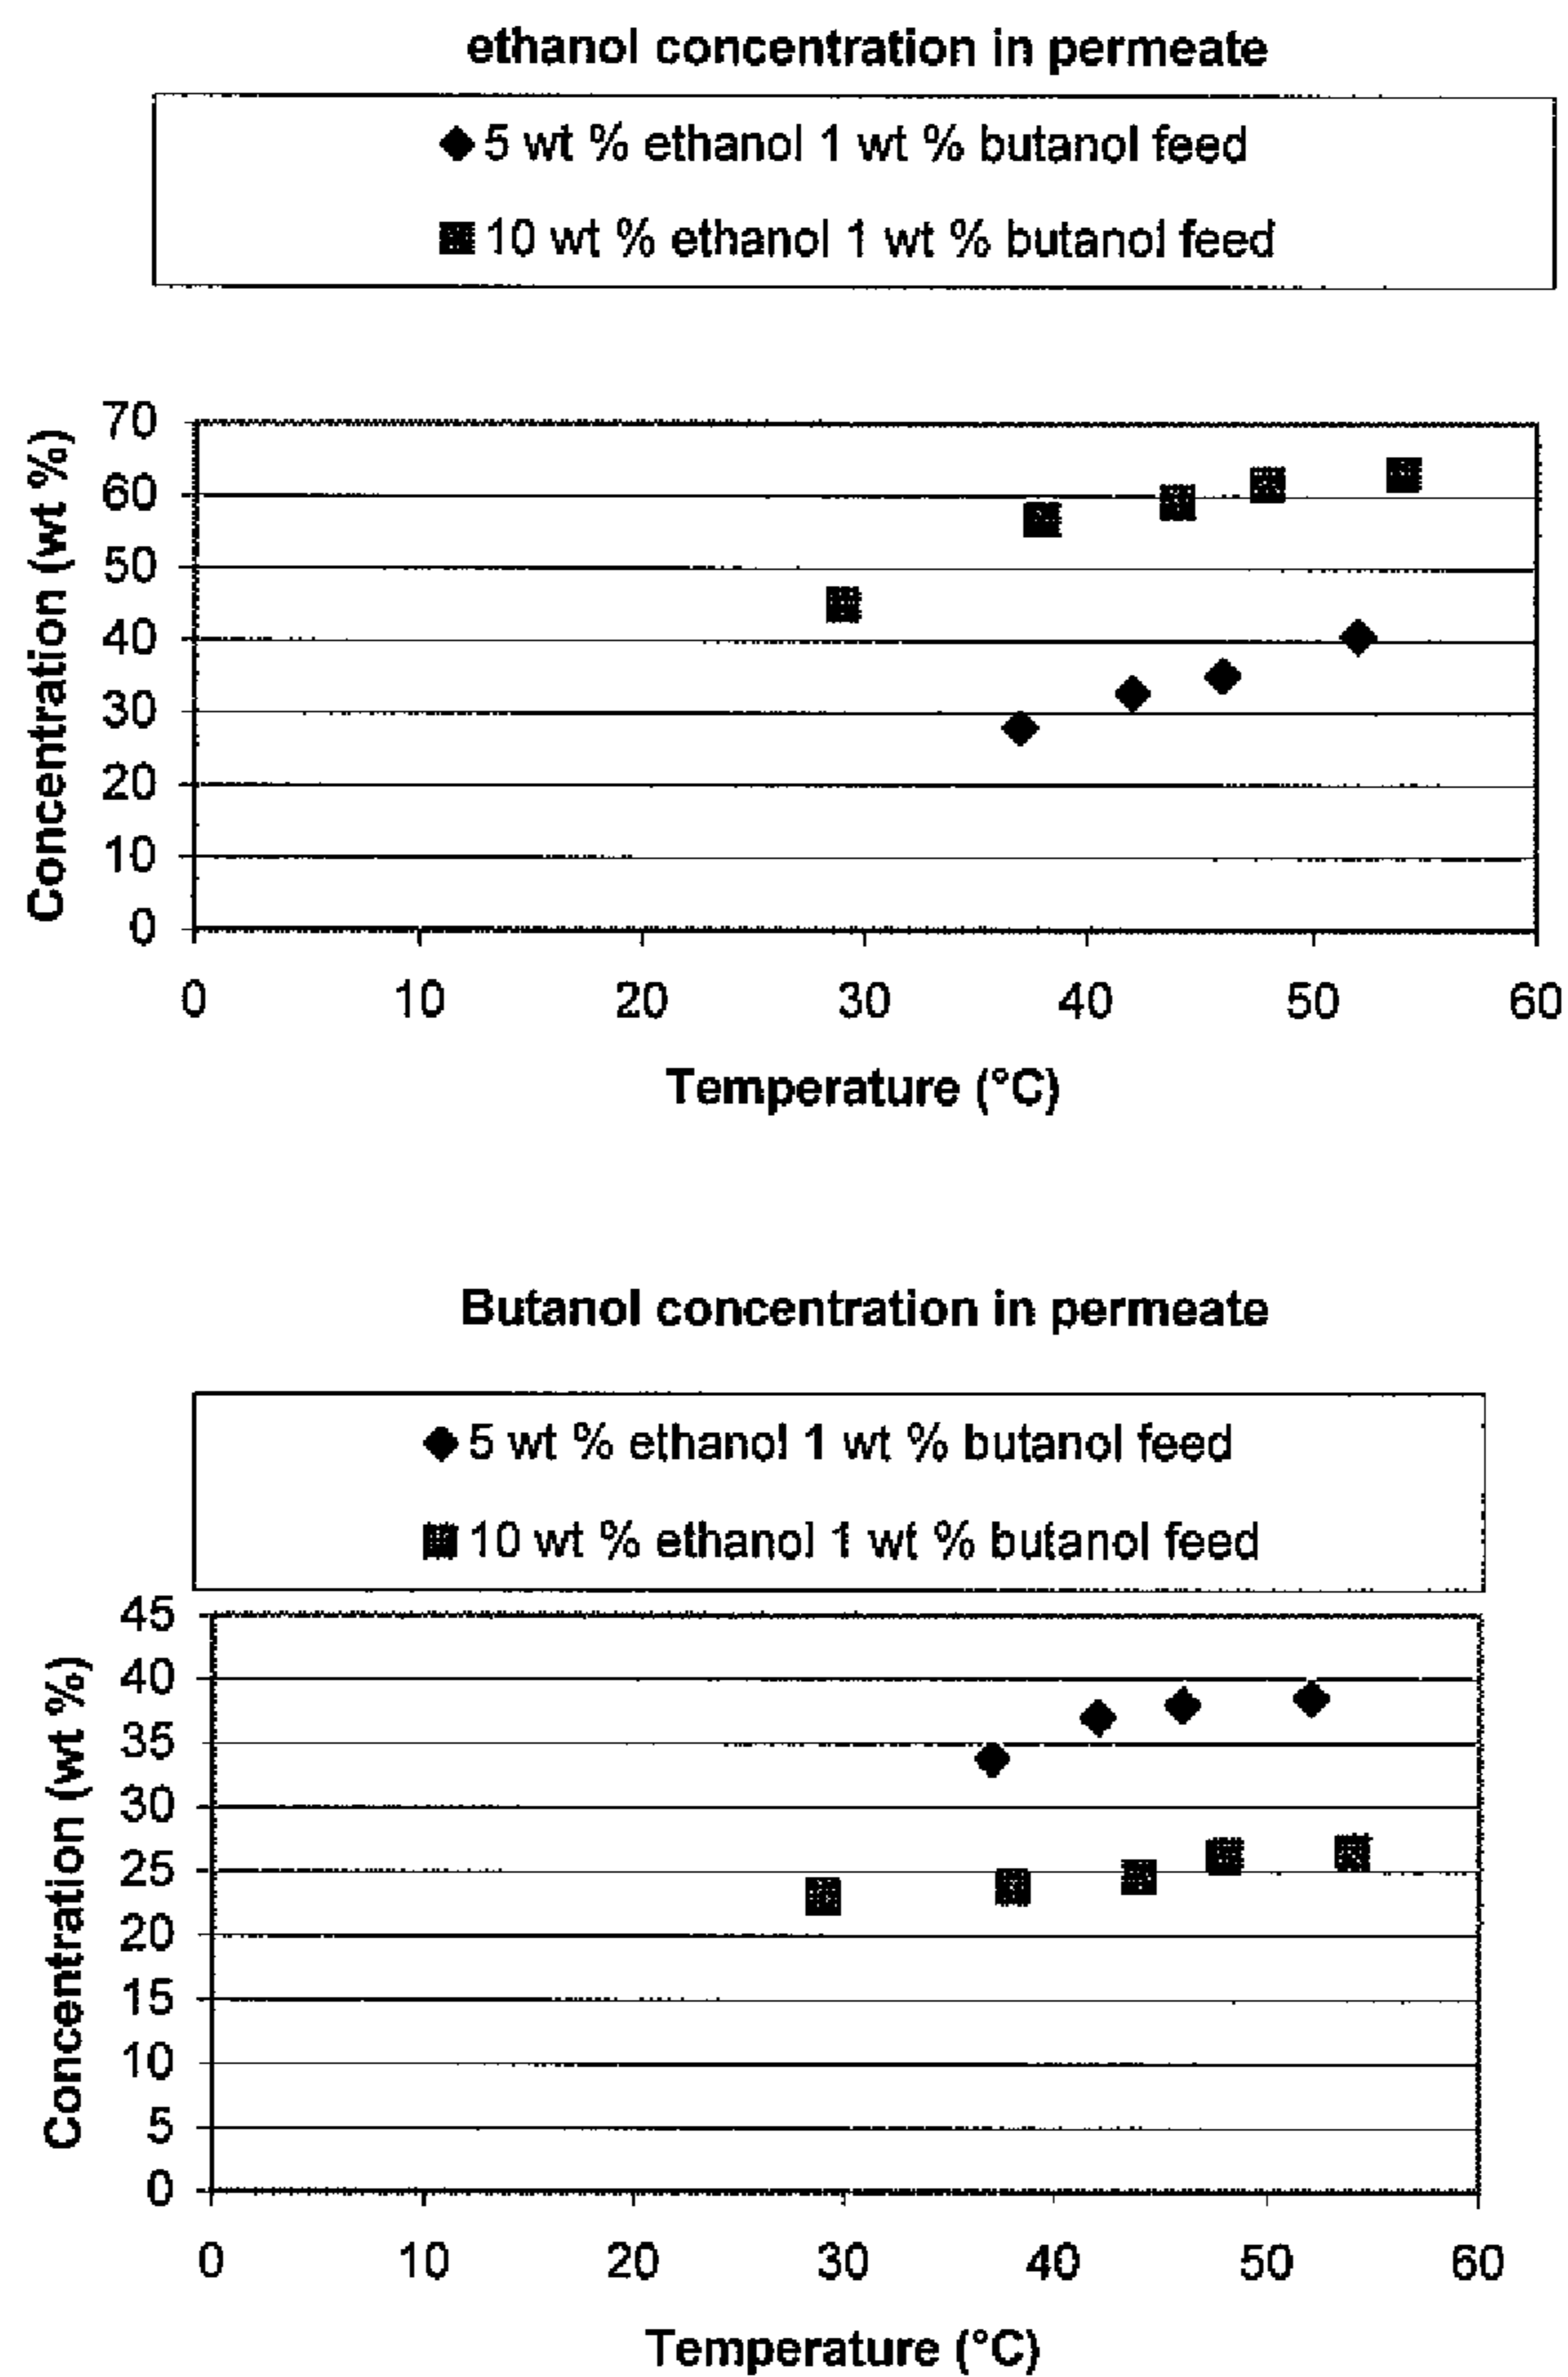 ethanol concentration in permeate
5 wt % ethanol 1 wt % butanol feed
10 wt % ethanol 1 wt % butanol feed
Concentration (wt %)
70
60
50
40
30
20
10
0
0 10 20 30 40 50 60
Temperature (°C)
Butanol concentration in permeate
5 wt % ethanol 1 wt % butanol feed
10 wt % ethanol 1 wt % butanol feed
Concentration (wt %)
45
40
35
30
25
20
15
10
5
0
0 10 20 30 40 50 60
Temperature (°C)